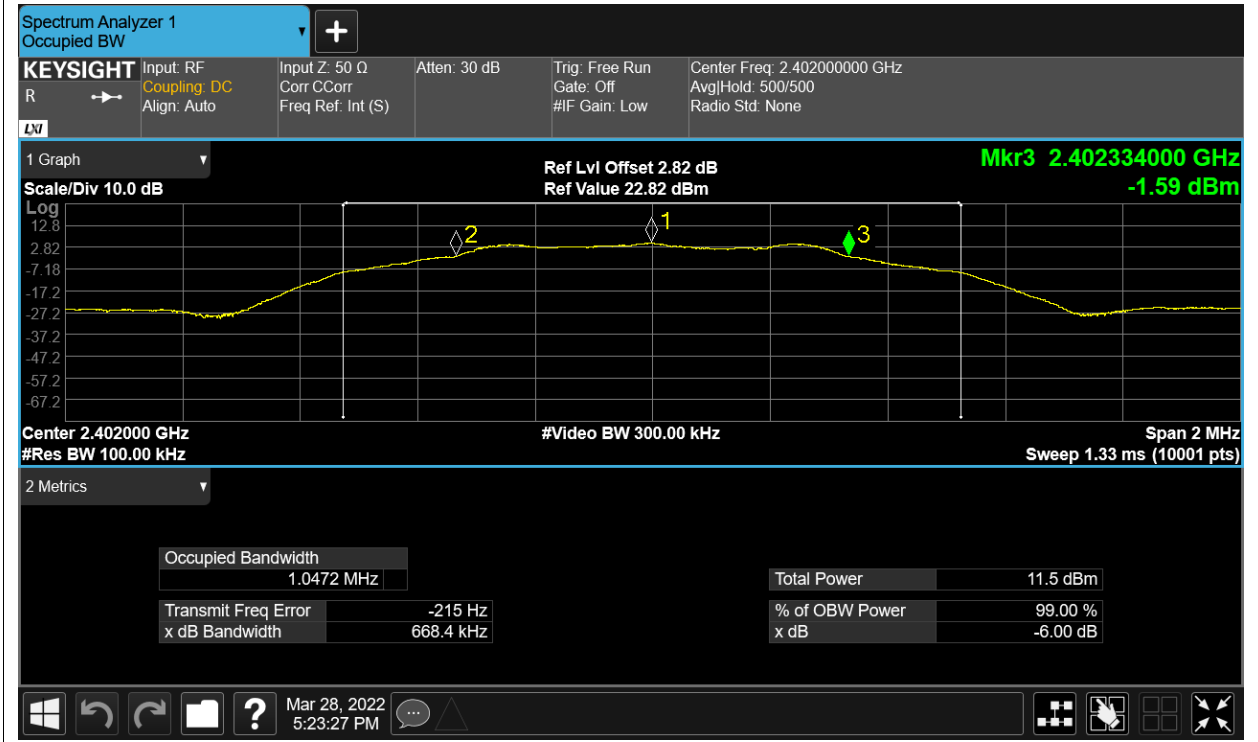 Spectrum Analyzer 1
Occupied BW
KEYSIGHT
R
LXI
Input: RF
Coupling: DC
Align: Auto
Input Z: 50 Ω
Corr CCorr
Freq Ref: Int (S)
Atten: 30 dB
Trig: Free Run
Gate: Off
#IF Gain: Low
Center Freq: 2.402000000 GHz
Avg|Hold: 500/500
Radio Std: None
1 Graph
Scale/Div 10.0 dB
Ref Lvl Offset 2.82 dB
Ref Value 22.82 dBm
Mkr3 2.402334000 GHz
-1.59 dBm
Log
12.8
2.82
-7.18
-17.2
-27.2
-37.2
-47.2
-57.2
-67.2
2
1
3
Center 2.402000 GHz
#Res BW 100.00 kHz
#Video BW 300.00 kHz
Span 2 MHz
Sweep 1.33 ms (10001 pts)
2 Metrics
Occupied Bandwidth
1.0472 MHz
Transmit Freq Error -215 Hz
x dB Bandwidth 668.4 kHz
Total Power 11.5 dBm
% of OBW Power 99.00 %
x dB -6.00 dB
?
Mar 28, 2022
5:23:27 PM